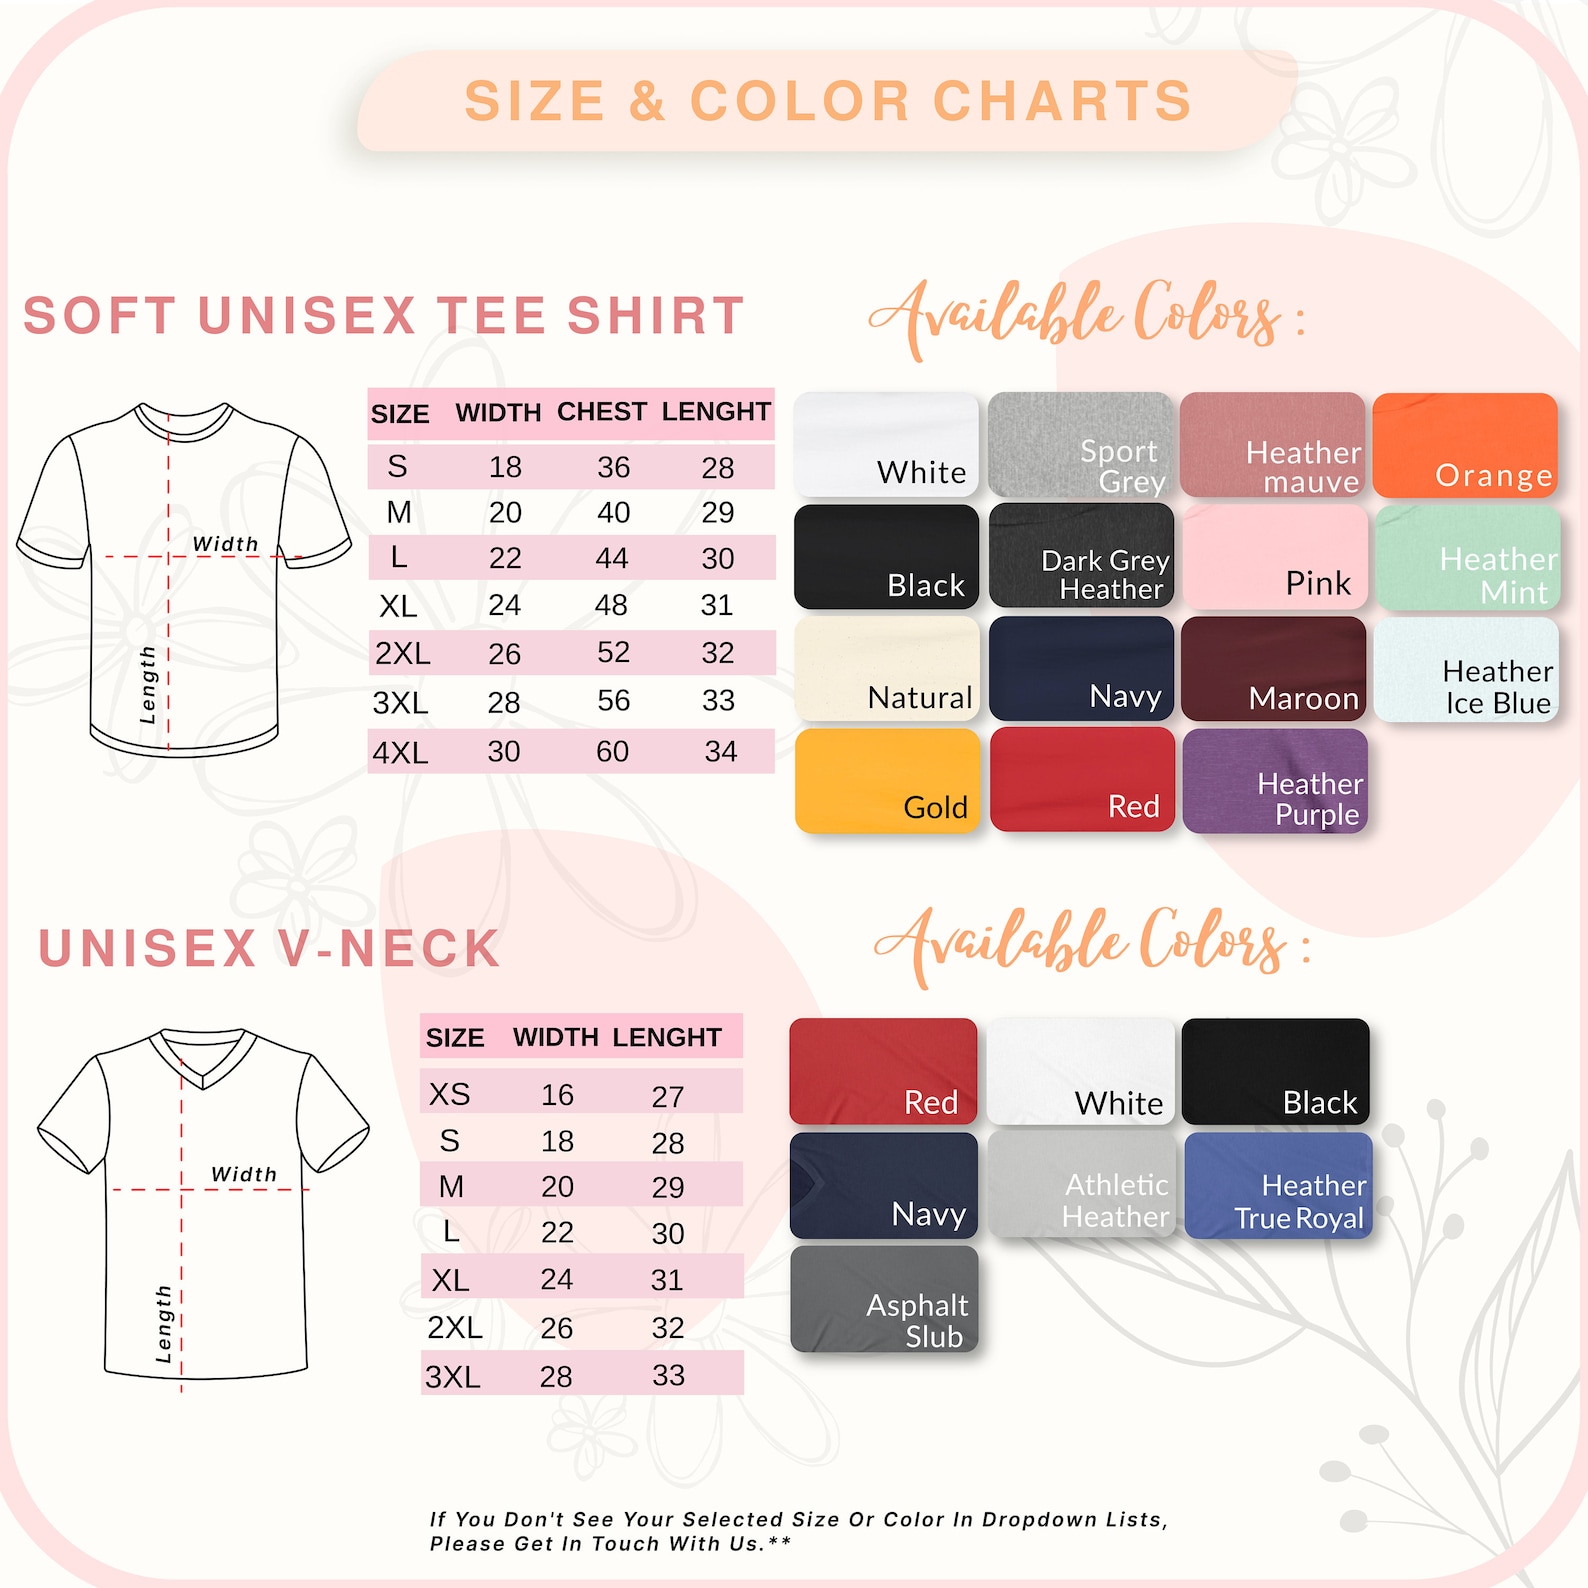 SIZE & COLOR CHARTS
SOFT UNISEX TEE SHIRT
Width
Length
SIZE WIDTH CHEST LENGHT
S 18 36 28
M 20 40 29
L 22 44 30
XL 24 48 31
2XL 26 52 32
3XL 28 56 33
4XL 30 60 34
Available Colors :
White
Sport
Grey
Heather
mauve
Orange
Black
Dark Grey
Heather
Pink
Heather
Mint
Natural
Navy
Maroon
Heather
Ice Blue
Gold
Red
Heather
Purple
UNISEX V-NECK
Width
Length
SIZE WIDTH LENGHT
XS 16 27
S 18 28
M 20 29
L 22 30
XL 24 31
2XL 26 32
3XL 28 33
Available Colors :
Red
White
Black
Navy
Athletic
Heather
Heather
True Royal
Asphalt
Slub
If You Don't See Your Selected Size Or Color In Dropdown Lists,
Please Get In Touch With Us.**